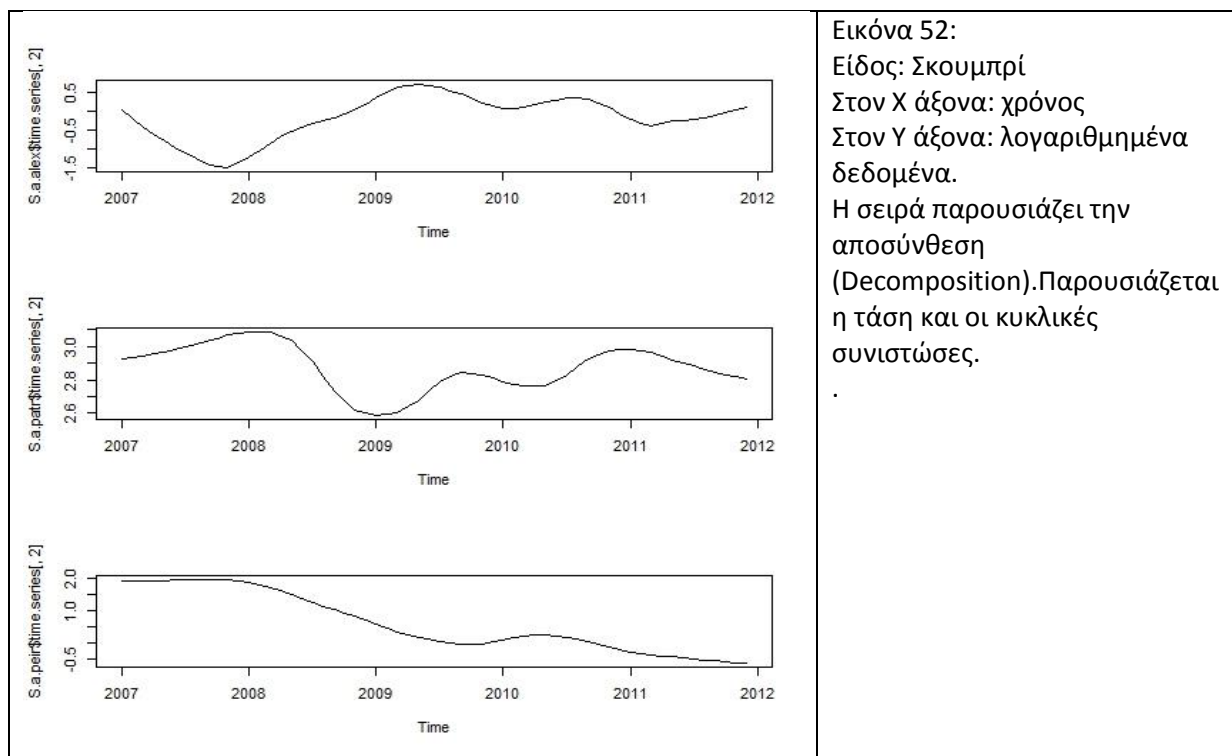 S.a.alex$time.series[, 2]
0.5
-0.5
-1.5
2007 2008 2009 2010 2011 2012
Time
S.a.patr$time.series[, 2]
3.0
2.8
2.6
2007 2008 2009 2010 2011 2012
Time
S.a.peir$time.series[, 2]
2.0
1.0
-0.5
2007 2008 2009 2010 2011 2012
Time
Εικόνα 52:
Είδος: Σκουμπρί
Στον Χ άξονα: χρόνος
Στον Υ άξονα: λογαριθμημένα
δεδομένα.
Η σειρά παρουσιάζει την
αποσύνθεση
(Decomposition).Παρουσιάζεται
η τάση και οι κυκλικές
συνιστώσες.
.